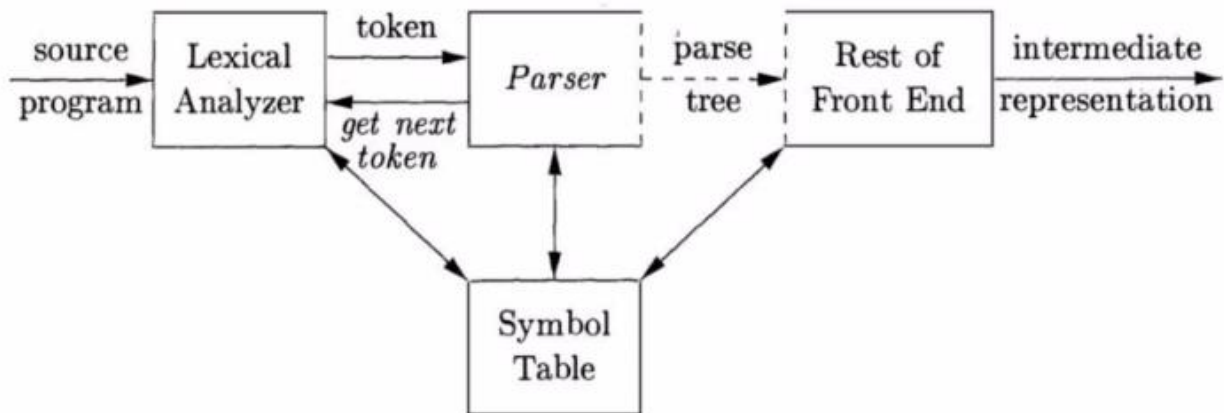 source
program
Lexical
Analyzer
token
get next
token
Parser
parse
tree
Rest of
Front End
intermediate
representation
Symbol
Table